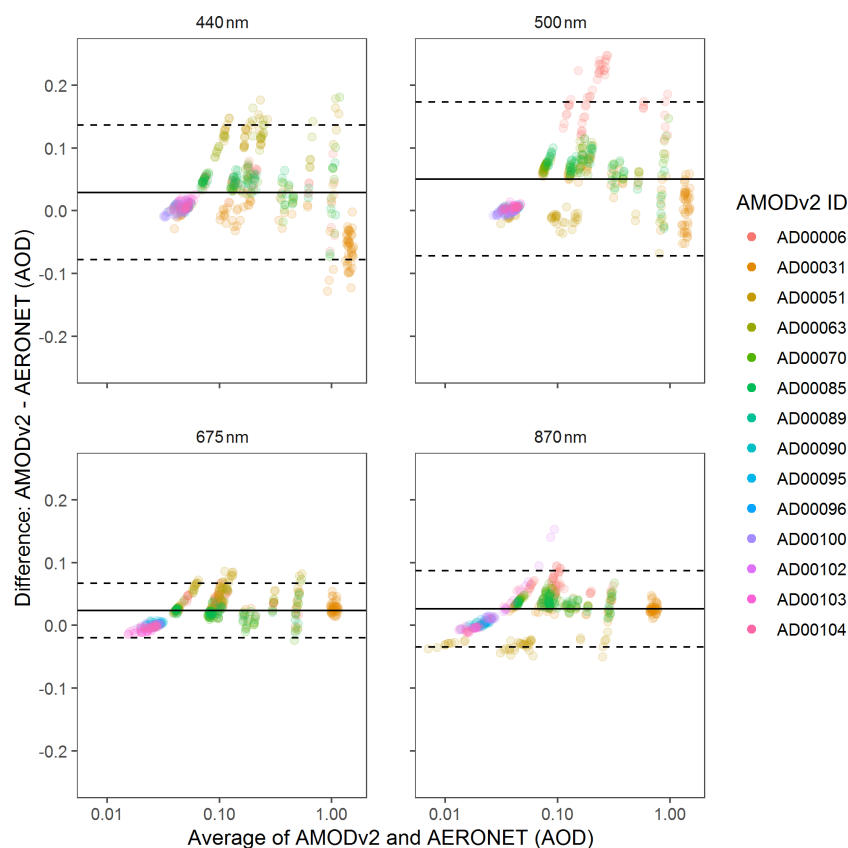 440 nm
500 nm
0.2
0.1
0.0
-0.1
-0.2
675 nm
870 nm
0.2
0.1
0.0
-0.1
-0.2
0.01
0.10
1.00
0.01
0.10
1.00
Difference: AMODv2 - AERONET (AOD)
Average of AMODv2 and AERONET (AOD)
AMODv2 ID
AD00006
AD00031
AD00051
AD00063
AD00070
AD00085
AD00089
AD00090
AD00095
AD00096
AD00100
AD00102
AD00103
AD00104